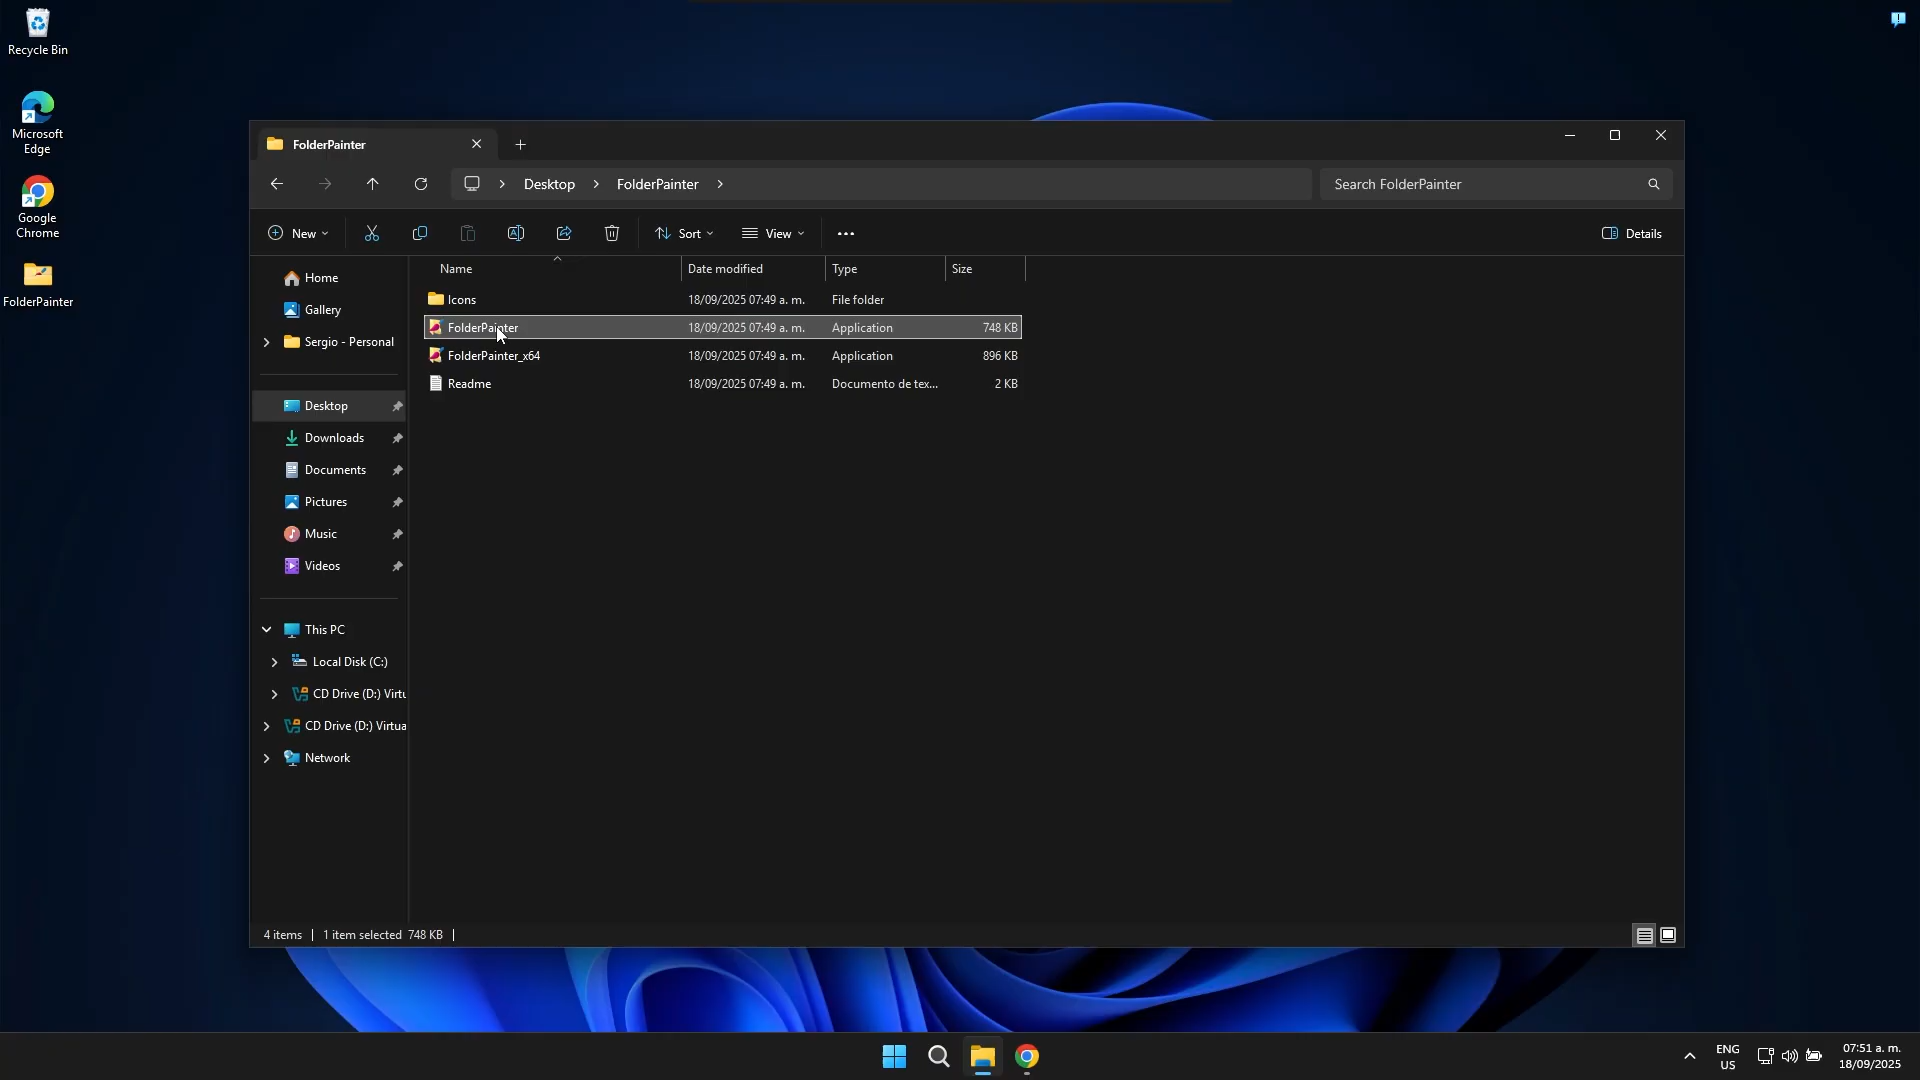 Recycle Bin
Microsoft
Edge
Google
Chrome
FolderPainter
FolderPainter
Desktop
FolderPainter
Search FolderPainter
New
Sort
View
Details
Home
Gallery
Sergio - Personal
Desktop
Downloads
Documents
Pictures
Music
Videos
This PC
Local Disk (C:)
CD Drive (D:) Virtu
CD Drive (D:) Virtua
Network
Name Date modified Type Size
Icons 18/09/2025 07:49 a. m. File folder
FolderPainter 18/09/2025 07:49 a. m. Application 748 KB
FolderPainter_x64 18/09/2025 07:49 a. m. Application 896 KB
Readme 18/09/2025 07:49 a. m. Documento de tex... 2 KB
4 items 1 item selected 748 KB
ENG
US
07:51 a. m.
18/09/2025